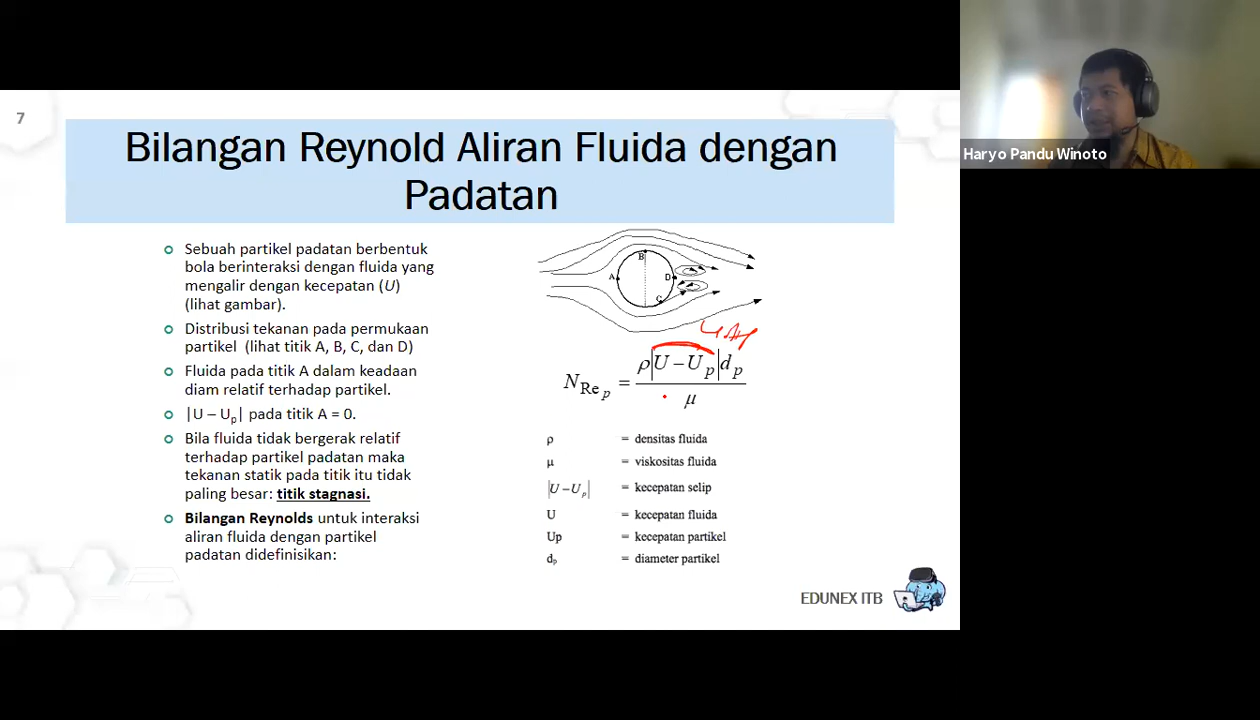 7
Bilangan Reynold Aliran Fluida dengan
Padatan
Haryo Pandu Winoto
Sebuah partikel padatan berbentuk
bola berinteraksi dengan fluida yang
mengalir dengan kecepatan (U)
(lihat gambar).
Distribusi tekanan pada permukaan
partikel (lihat titik A, B, C, dan D)
Fluida pada titik A dalam keadaan
diam relatif terhadap partikel.
|U – Up| pada titik A = 0.
Bila fluida tidak bergerak relatif
terhadap partikel padatan maka
tekanan statik pada titik itu tidak
paling besar: titik stagnasi.
Bilangan Reynolds untuk interaksi
aliran fluida dengan partikel
padatan didefinisikan:
B
A
D
C
N Re p = ρ|U – Up|dp / μ
ρ = densitas fluida
μ = viskositas fluida
|U – Up| = kecepatan selip
U = kecepatan fluida
Up = kecepatan partikel
dp = diameter partikel
EDUNEX ITB